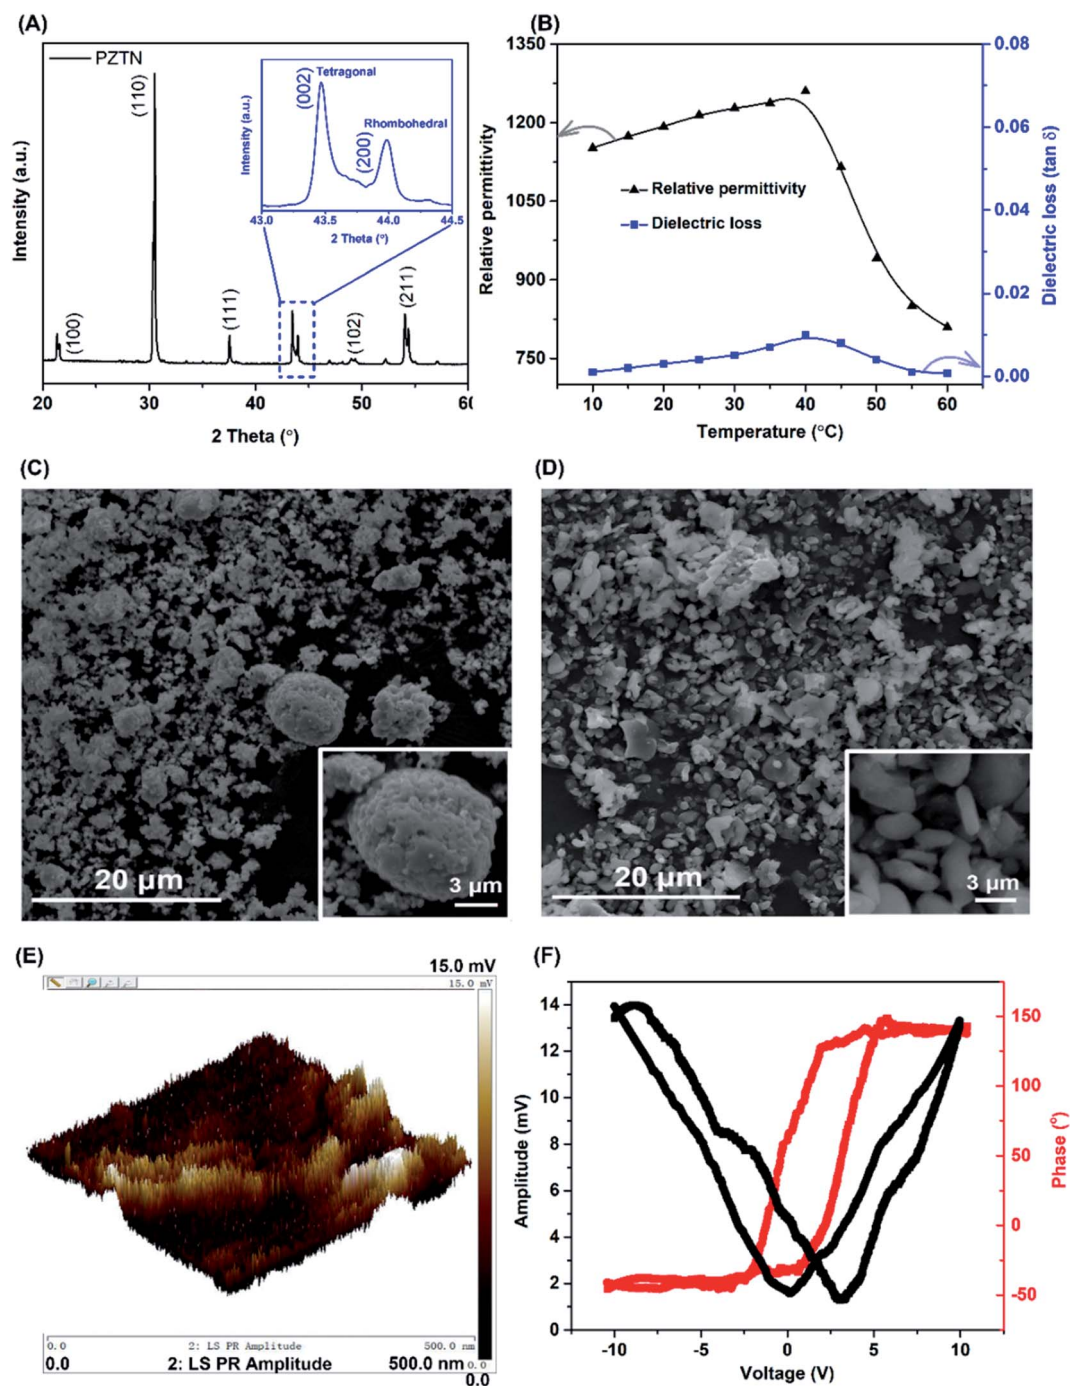 (A)
PZTN
(110)
(100)
(111)
(102)
(211)
Intensity (a.u.)
20 30 40 50 60
2 Theta (°)
Tetragonal
(002)
Rhombohedral
(200)
Intensity (a.u.)
43.0 43.5 44.0 44.5
2 Theta (°)
(B)
1350
1200
1050
900
750
Relative permittivity
0.08
0.06
0.04
0.02
0.00
Dielectric loss (tan δ)
Relative permittivity
Dielectric loss
10 20 30 40 50 60
Temperature (°C)
(C)
20 µm
3 µm
(D)
20 µm
3 µm
(E)
15.0 mV
15.0 mV
0.0 2: LS PR Amplitude 500.0 nm 0.0
0.0 2: LS PR Amplitude 500.0 nm
0.0
(F)
14
12
10
8
6
4
2
0
Amplitude (mV)
150
100
50
0
-50
Phase (°)
-10 -5 0 5 10
Voltage (V)